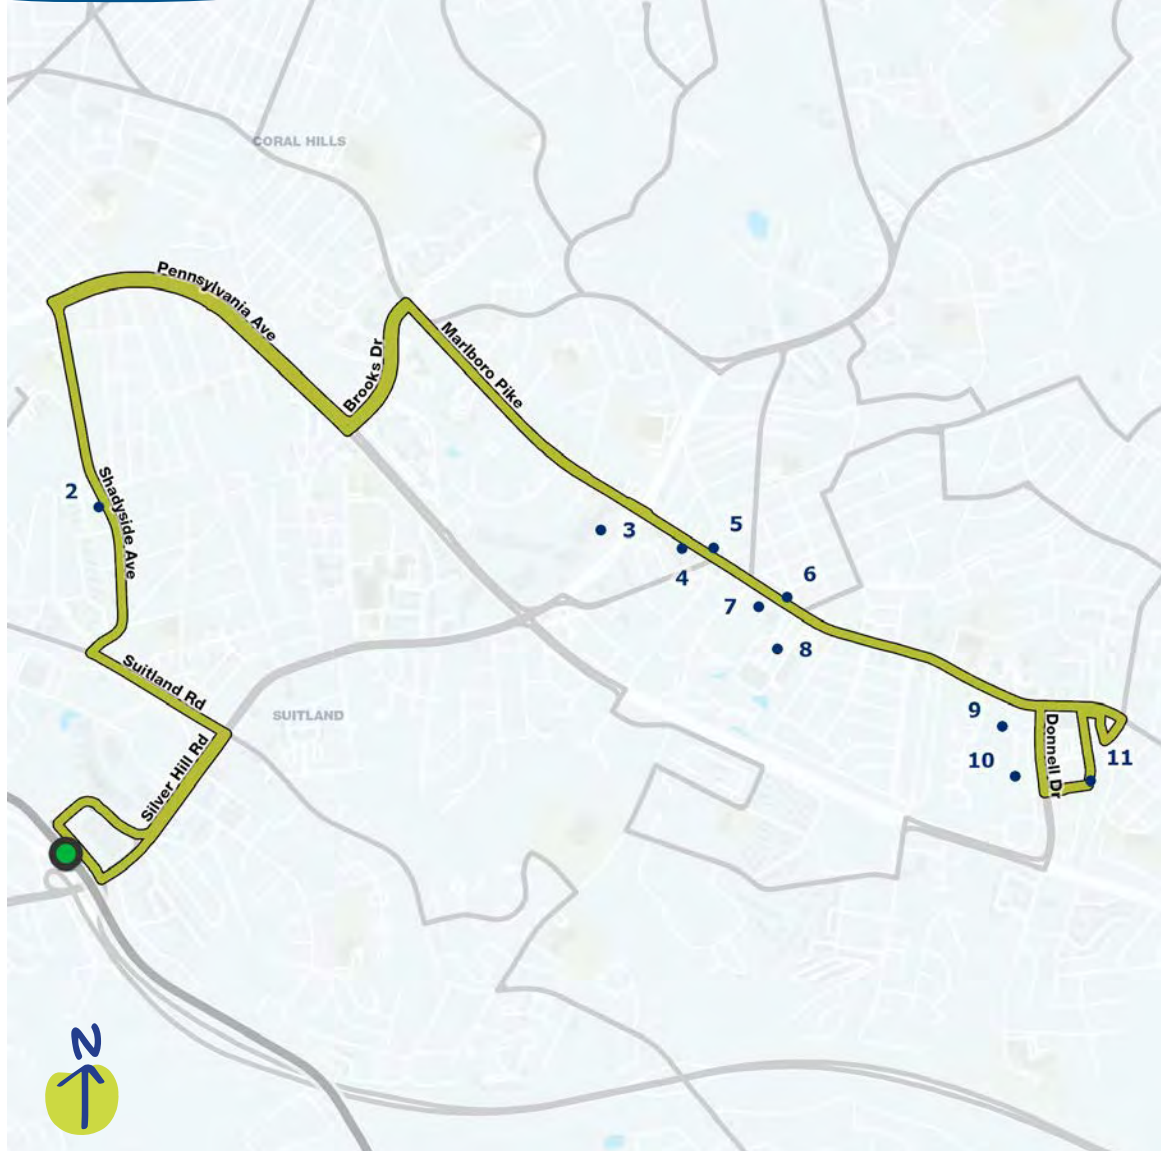 CORAL HILLS
Pennsylvania Ave
Brooks Dr
Marlboro Pike
2
Shadyside Ave
3
5
4
6
7
8
Suitland Rd
SUITLAND
Silver Hill Rd
9
Donnell Dr
10
11
N